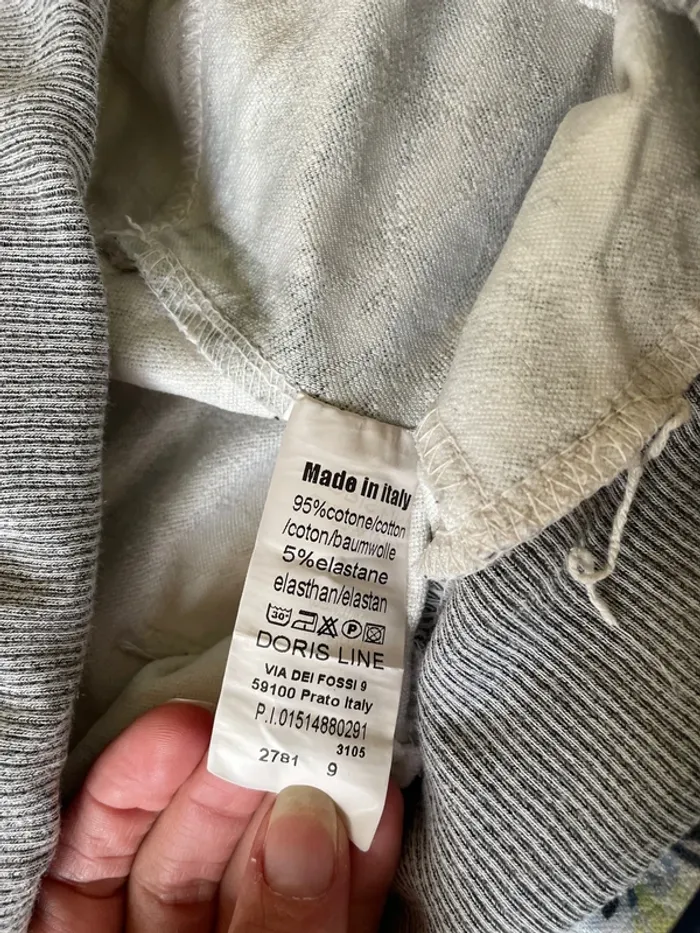 Made in italy
95%cotone/cotton
/coton/baumwolle
5%elastane
elasthan/elastan
30°
P
DORIS LINE
VIA DEI FOSSI 9
59100 Prato Italy
P.I.01514880291
3105
2781 9